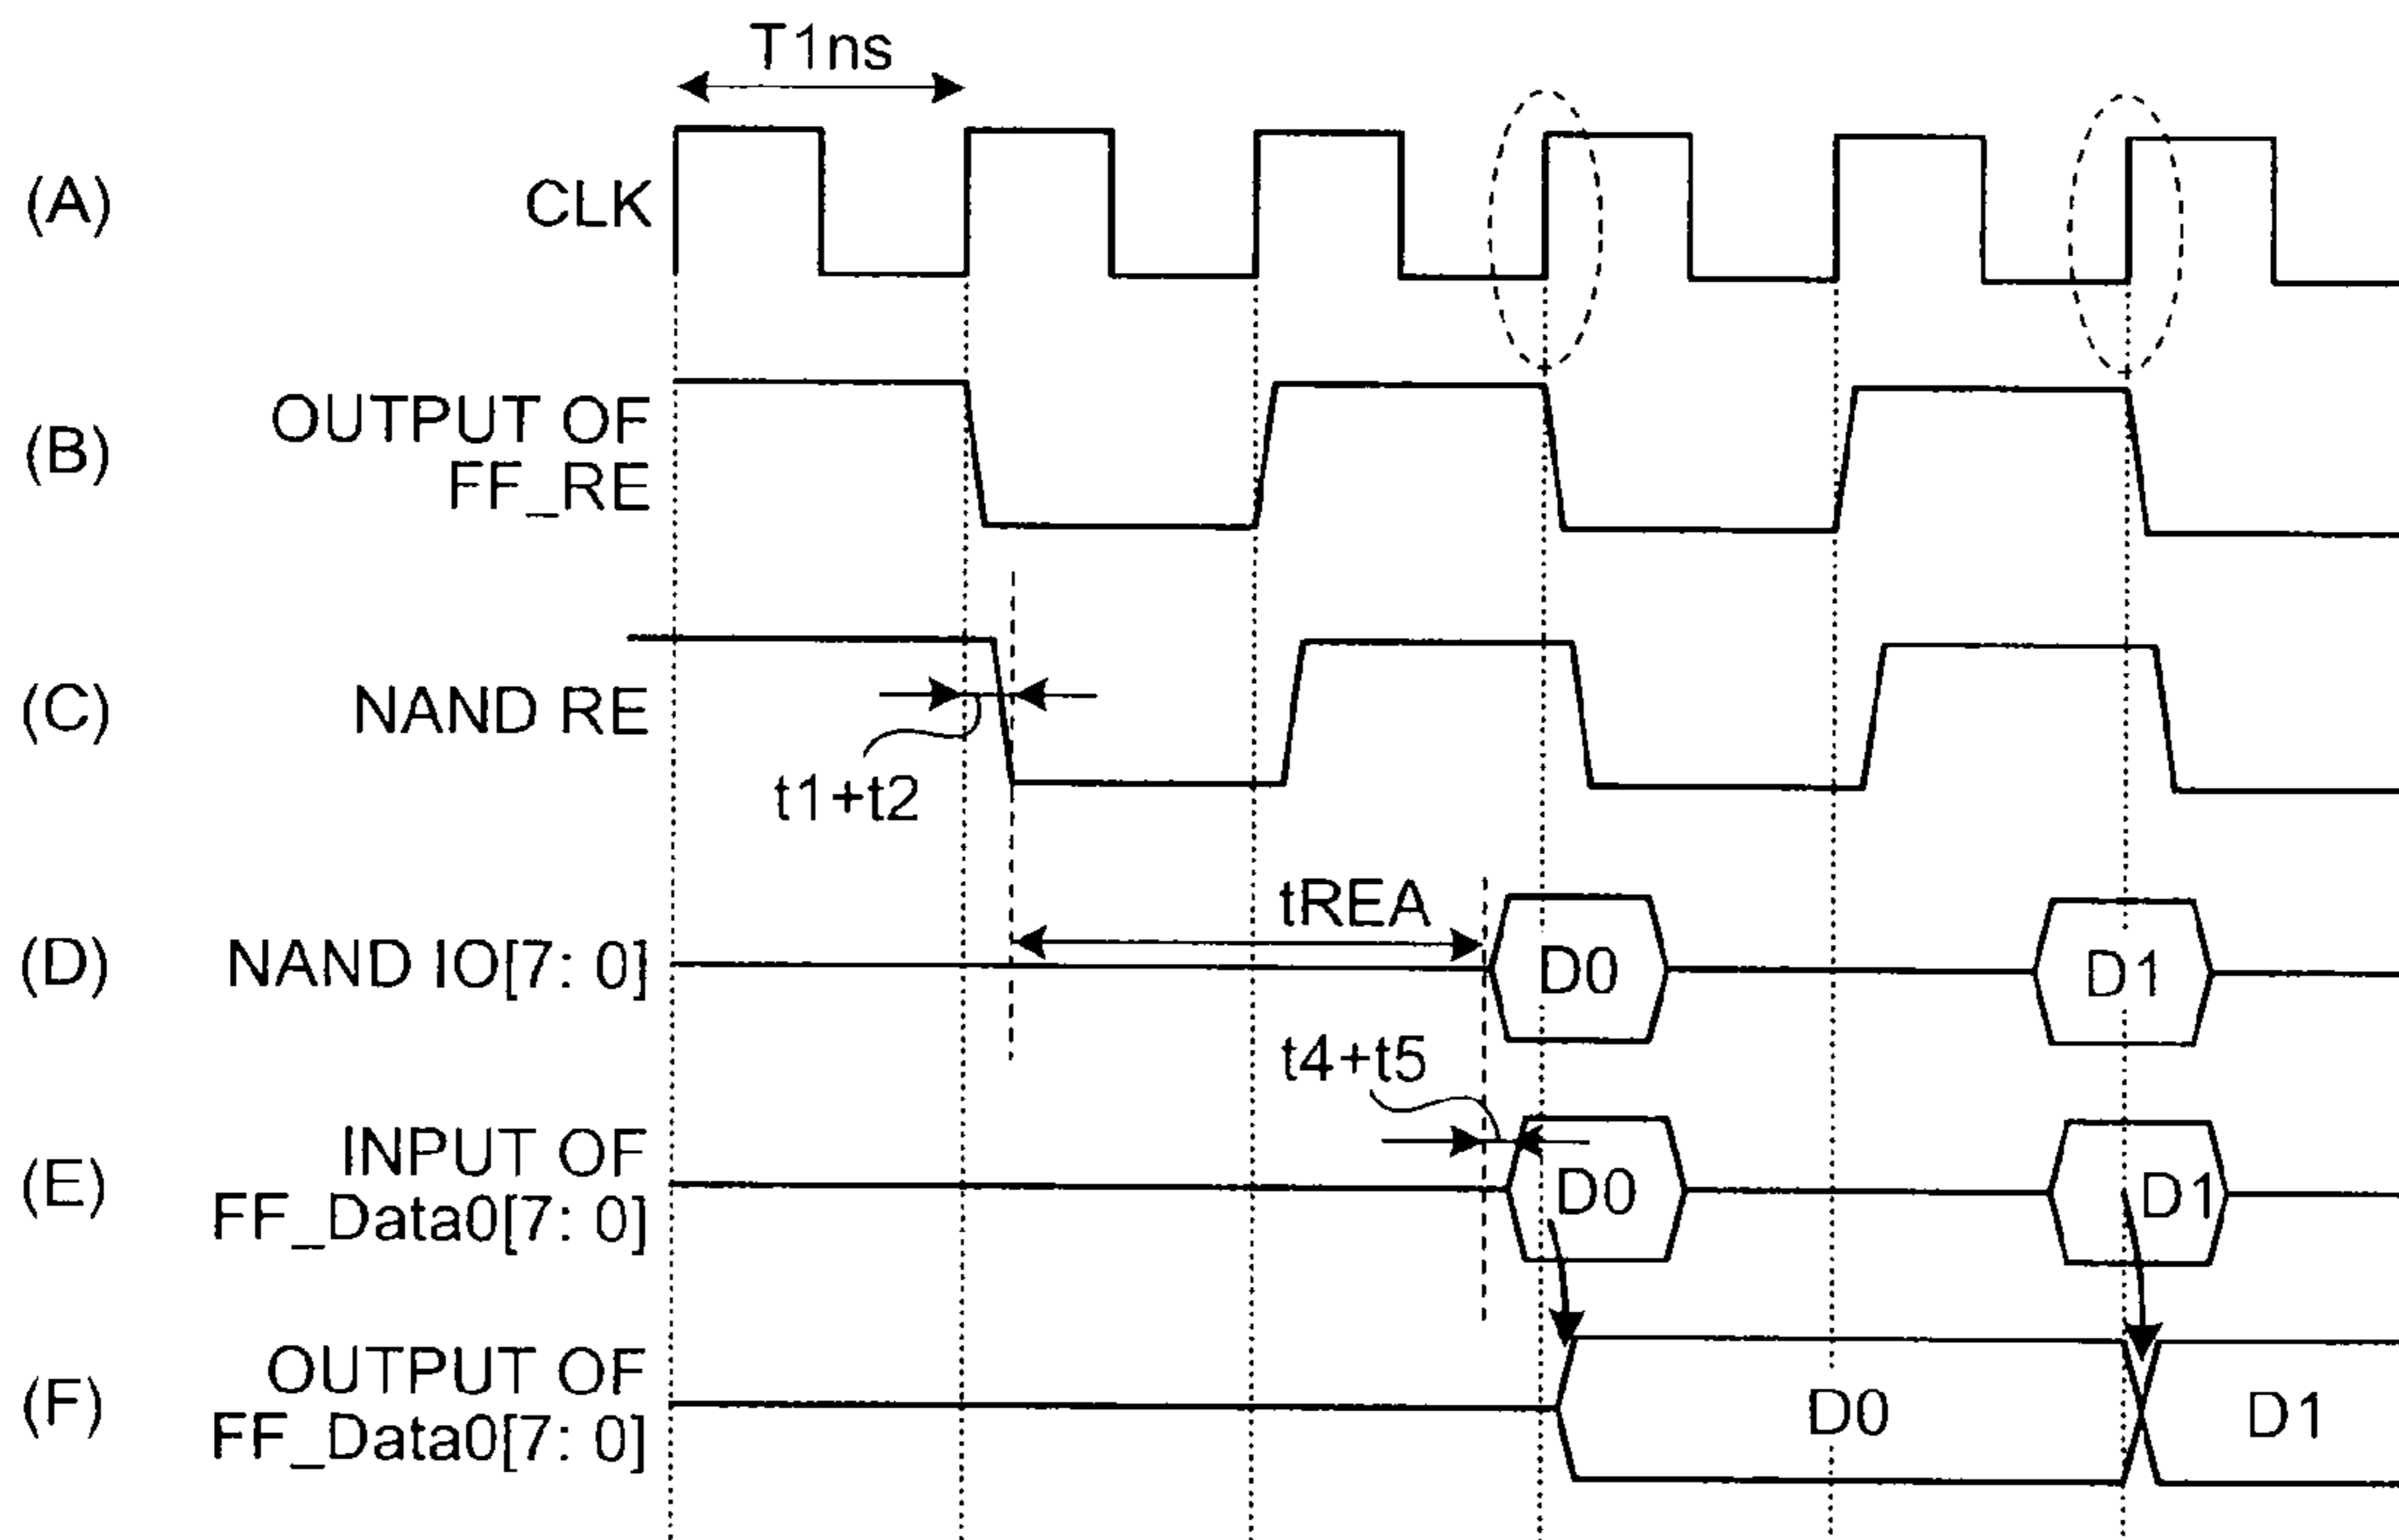 T1ns
(A)
CLK
(B)
OUTPUT OF
FF_RE
(C)
NAND RE
t1+t2
tREA
(D)
NAND IO[7: 0]
D0
D1
t4+t5
(E)
INPUT OF
FF_Data0[7: 0]
D0
D1
(F)
OUTPUT OF
FF_Data0[7: 0]
D0
D1